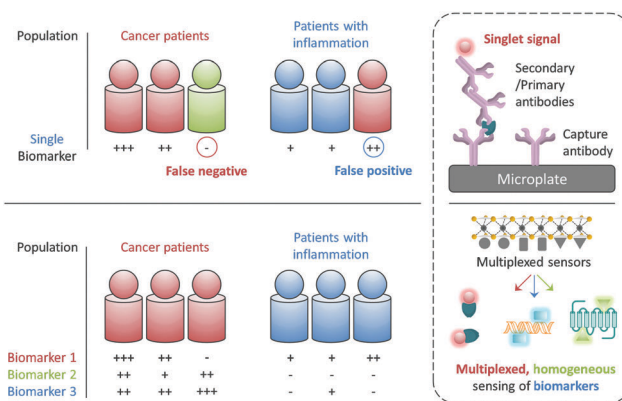 Population
Cancer patients
Patients with
inflammation
Single
Biomarker
+++ ++ - + + ++
False negative
False positive
Population
Cancer patients
Patients with
inflammation
Biomarker 1 +++ ++ - + + ++
Biomarker 2 ++ + ++ - - -
Biomarker 3 ++ ++ +++ - + -
Singlet signal
Secondary
/Primary
antibodies
Capture
antibody
Microplate
Multiplexed sensors
Multiplexed, homogeneous
sensing of biomarkers